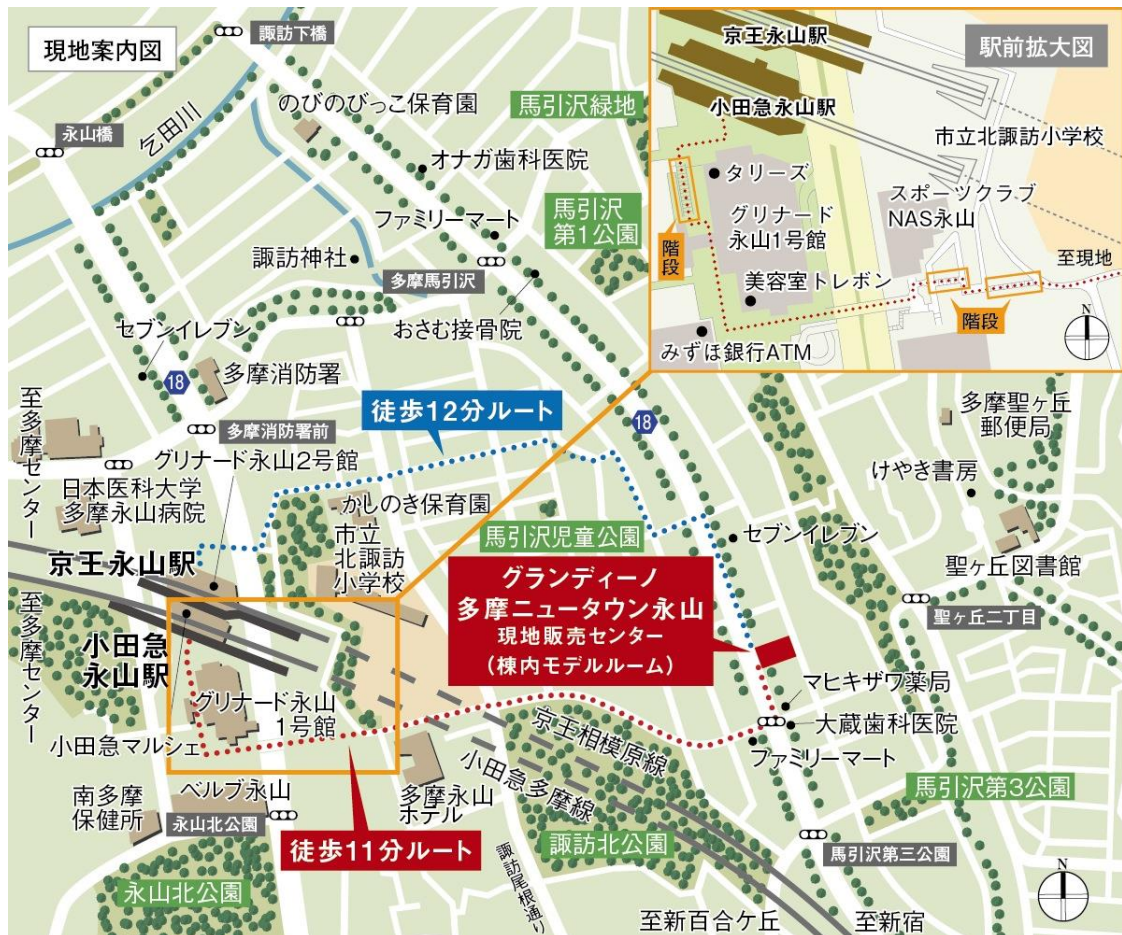 現地案内図
諏訪下橋
永山橋
乞田川
のびのびっこ保育園
馬引沢緑地
オナガ歯科医院
ファミリーマート
馬引沢
第1公園
諏訪神社
多摩馬引沢
おさむ接骨院
セブンイレブン
18
多摩消防署
多摩消防署前
至多摩センター
グリナード永山2号館
日本医科大学
多摩永山病院
徒歩12分ルート
18
かしのき保育園
市立
北諏訪
小学校
馬引沢児童公園
セブンイレブン
京王永山駅
小田急
永山駅
至多摩センター
グランディーノ
多摩ニュータウン永山
現地販売センター
(棟内モデルルーム)
グリナード永山
1号館
小田急マルシェ
ベルブ永山
南多摩
保健所
永山北公園
永山北公園
徒歩11分ルート
多摩永山
ホテル
京王相模原線
小田急多摩線
諏訪北公園
諏訪尾根通り
至新百合ケ丘
至新宿
マヒキザワ薬局
大蔵歯科医院
ファミリーマート
馬引沢第3公園
馬引沢第三公園
多摩聖ヶ丘
郵便局
けやき書房
聖ヶ丘図書館
聖ヶ丘二丁目
N
駅前拡大図
京王永山駅
小田急永山駅
市立北諏訪小学校
タリーズ
グリナード
永山1号館
スポーツクラブ
NAS永山
階段
美容室トレボン
至現地
階段
みずほ銀行ATM
N